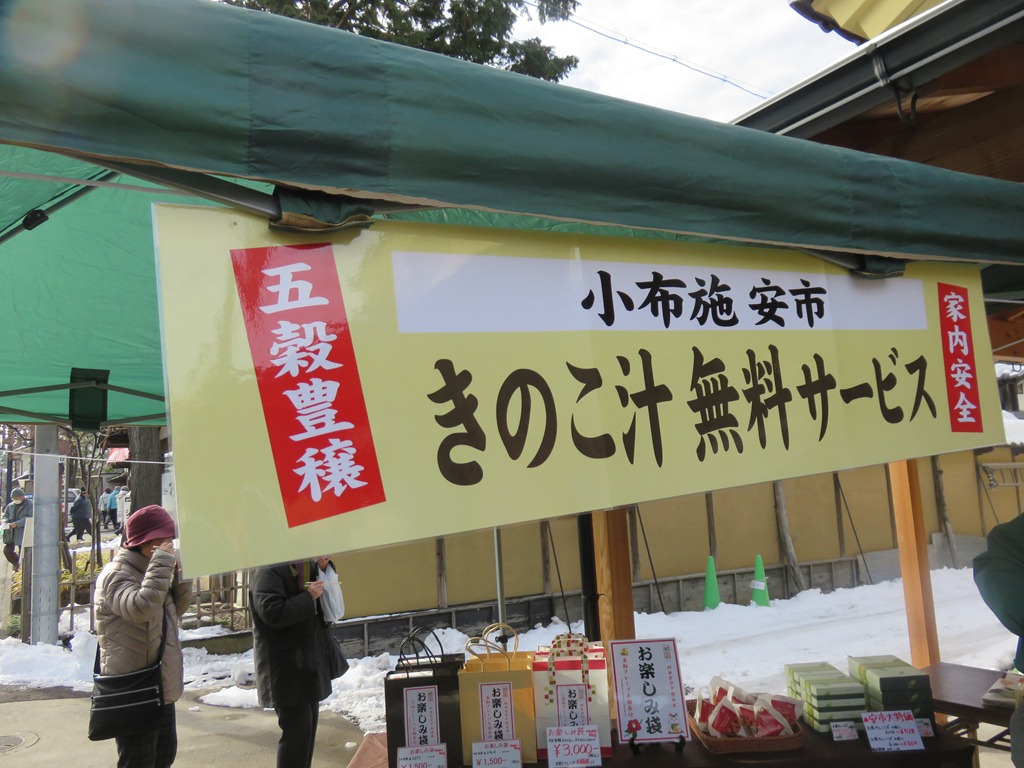 五穀豊穣
小布施 安市
きのこ汁 無料サービス
家内安全
お楽しみ袋
お楽しみ袋
お楽しみ袋
お楽しみ袋
¥1,500-
¥1,500-
¥3,000-